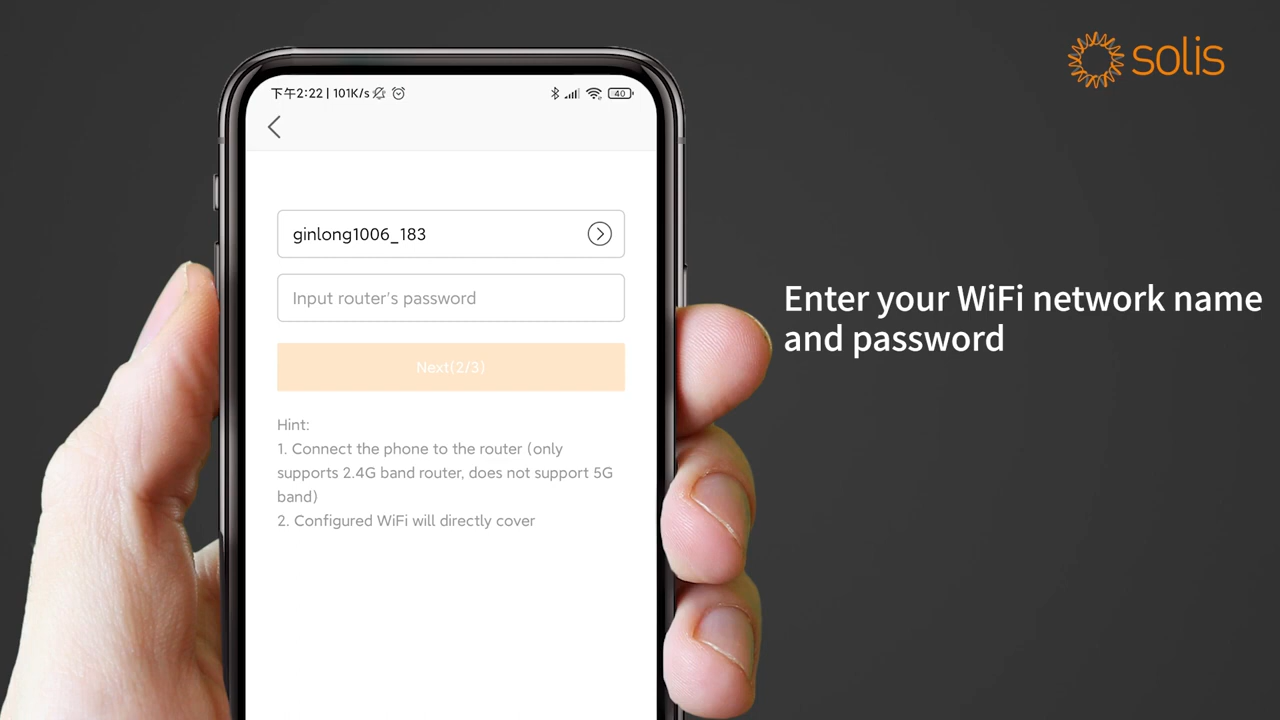 solis
下午2:22 | 101K/s
40
ginlong1006_183
Input router's password
Next(2/3)
Hint:
1. Connect the phone to the router (only
supports 2.4G band router, does not support 5G
band)
2. Configured WiFi will directly cover
Enter your WiFi network name
and password